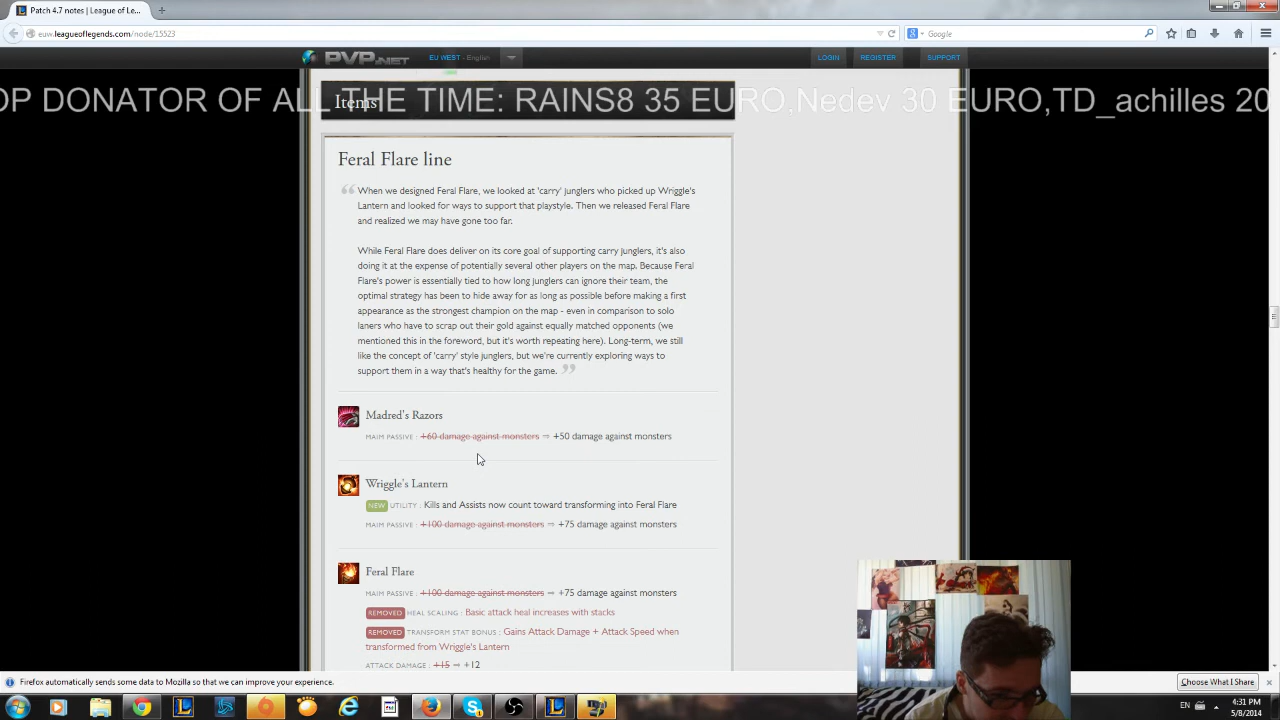 Patch 4.7 notes | League of Le...
euw.leagueoflegends.com/node/15523
Google
PVP.NET
EU WEST - English
LOGIN
REGISTER
SUPPORT
Items
OP DONATOR OF ALL THE TIME: RAINS8 35 EURO,Nedev 30 EURO,TD_achilles 20
Feral Flare line
When we designed Feral Flare, we looked at 'carry' junglers who picked up Wriggle's
Lantern and looked for ways to support that playstyle. Then we released Feral Flare
and realized we may have gone too far.
While Feral Flare does deliver on its core goal of supporting carry junglers, it's also
doing it at the expense of potentially several other players on the map. Because Feral
Flare's power is essentially tied to how long junglers can ignore their team, the
optimal strategy has been to hide away for as long as possible before making a first
appearance as the strongest champion on the map - even in comparison to solo
laners who have to scrap out their gold against equally matched opponents (we
mentioned this in the foreword, but it's worth repeating here). Long-term, we still
like the concept of 'carry' style junglers, but we're currently exploring ways to
support them in a way that's healthy for the game.
Madred's Razors
MAIM PASSIVE : +60 damage against monsters ⇒ +50 damage against monsters
Wriggle's Lantern
NEW UTILITY : Kills and Assists now count toward transforming into Feral Flare
MAIM PASSIVE : +100 damage against monsters ⇒ +75 damage against monsters
Feral Flare
MAIM PASSIVE : +100 damage against monsters ⇒ +75 damage against monsters
REMOVED HEAL SCALING : Basic attack heal increases with stacks
REMOVED TRANSFORM STAT BONUS : Gains Attack Damage + Attack Speed when
transformed from Wriggle's Lantern
ATTACK DAMAGE : +15 ⇒ +12
Firefox automatically sends some data to Mozilla so that we can improve your experience.
Choose What I Share
EN
4:31 PM
5/8/2014